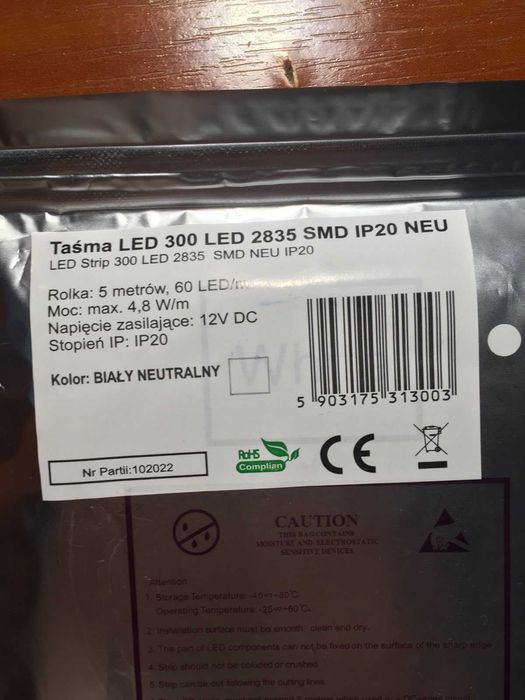 Taśma LED 300 LED 2835 SMD IP20 NEU
LED Strip 300 LED 2835 SMD NEU IP20
Rolka: 5 metrów, 60 LED/m
Moc: max. 4,8 W/m
Napięcie zasilające: 12V DC
Stopień IP: IP20
Kolor: BIAŁY NEUTRALNY
5 903175 313003
RoHS
Complian
CE
Nr Partii:102022
CAUTION
THIS BAG CONTAINS
MOISTURE AND ELECTROSTATIC
SENSITIVE DEVICES
Attention
1. Storage Temperature: -40~+80℃
Operating Temperature: -25~+60℃
2. Installation surface must be smooth, clean and dry.
3. The part of LED components can not be fixed on the surface of the sharp edge
4. Strip should not be collided or crushed.
5. Strip can be cut following the cutting lines.